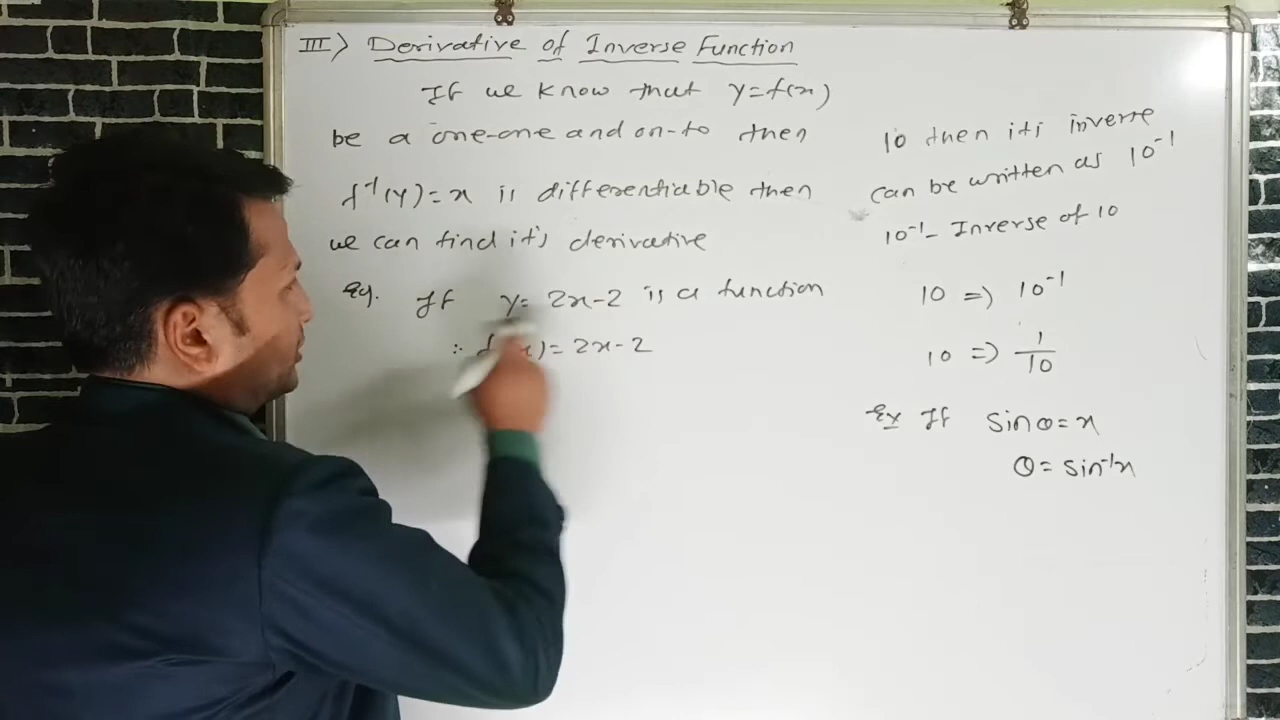 III) Derivative of Inverse Function
If we know that y=f(x)
be a one-one and on-to then
f⁻¹(y)=x is differentiable then
we can find it's derivative
Eg. If y= 2x-2 is a function
∴ f(x)= 2x-2
10 then it's inverse
can be written as 10⁻¹
10⁻¹- Inverse of 10
10 => 10⁻¹
10 => 1/10
Ex If sinθ=x
θ= sin⁻¹x